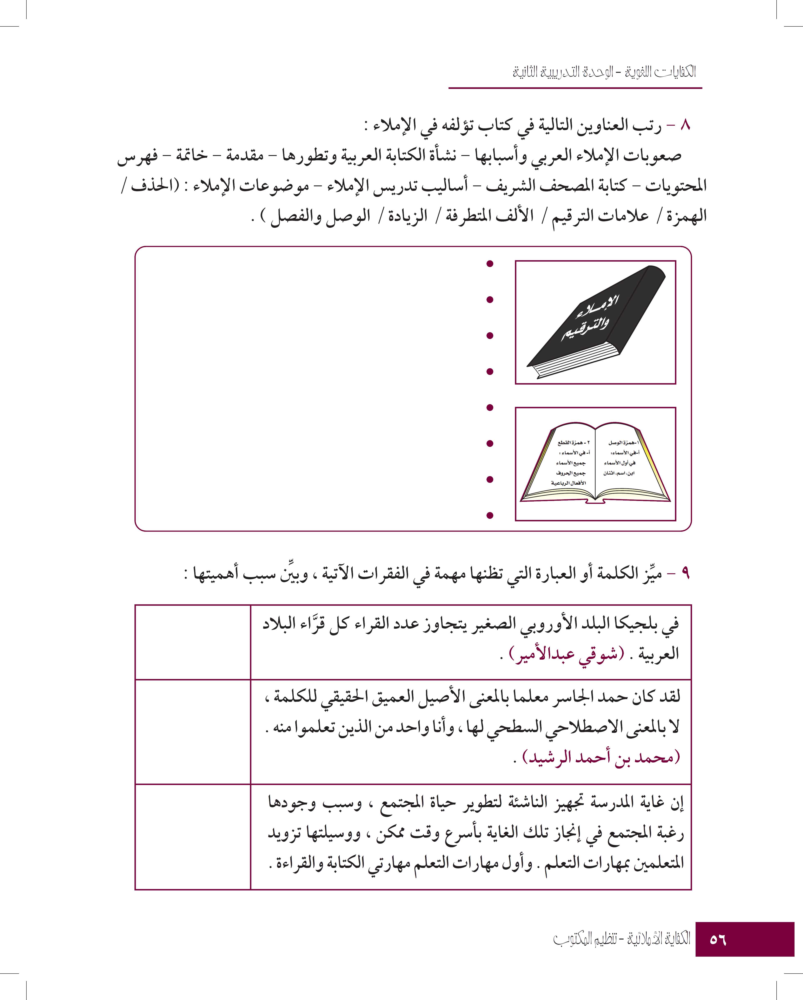 الكفايات اللغوية - الوحدة التدريبية الثانية
٨ - رتب العناوين التالية في كتاب تؤلفه في الإملاء :
صعوبات الإملاء العربي وأسبابها - نشأة الكتابة العربية وتطورها - مقدمة - خاتمة - فهرس
المحتويات - كتابة المصحف الشريف - أساليب تدريس الإملاء - موضوعات الإملاء : (الحذف /
الهمزة / علامات الترقيم / الألف المتطرفة / الزيادة / الوصل والفصل ) .
الإملاء
والترقيم
١-همزة الوصل
أ-في الأسماء:
في أول الأسماء
ابن، اسم، اثنان
٢ - همزة القطع
أ- في الأسماء :
جميع الأسماء
جميع الحروف
الأفعال الرباعية
٩ - ميِّز الكلمة أو العبارة التي تظنها مهمة في الفقرات الآتية ، وبيِّن سبب أهميتها :
في بلجيكا البلد الأوروبي الصغير يتجاوز عدد القراء كل قرَّاء البلاد
العربية . (شوقي عبدالأمير) .
لقد كان حمد الجاسر معلما بالمعنى الأصيل العميق الحقيقي للكلمة ،
لا بالمعنى الاصطلاحي السطحي لها ، وأنا واحد من الذين تعلموا منه .
(محمد بن أحمد الرشيد) .
إن غاية المدرسة تجهيز الناشئة لتطوير حياة المجتمع ، وسبب وجودها
رغبة المجتمع في إنجاز تلك الغاية بأسرع وقت ممكن ، ووسيلتها تزويد
المتعلمين بمهارات التعلم . وأول مهارات التعلم مهارتي الكتابة والقراءة .
الكفاية الأملائية - تنظيم المكتوب
٥٦